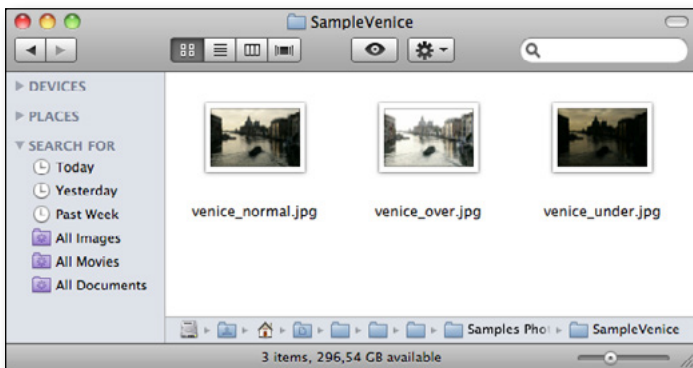 SampleVenice
DEVICES
PLACES
SEARCH FOR
Today
Yesterday
Past Week
All Images
All Movies
All Documents
venice_normal.jpg
venice_over.jpg
venice_under.jpg
Samples Phot
SampleVenice
3 items, 296,54 GB available